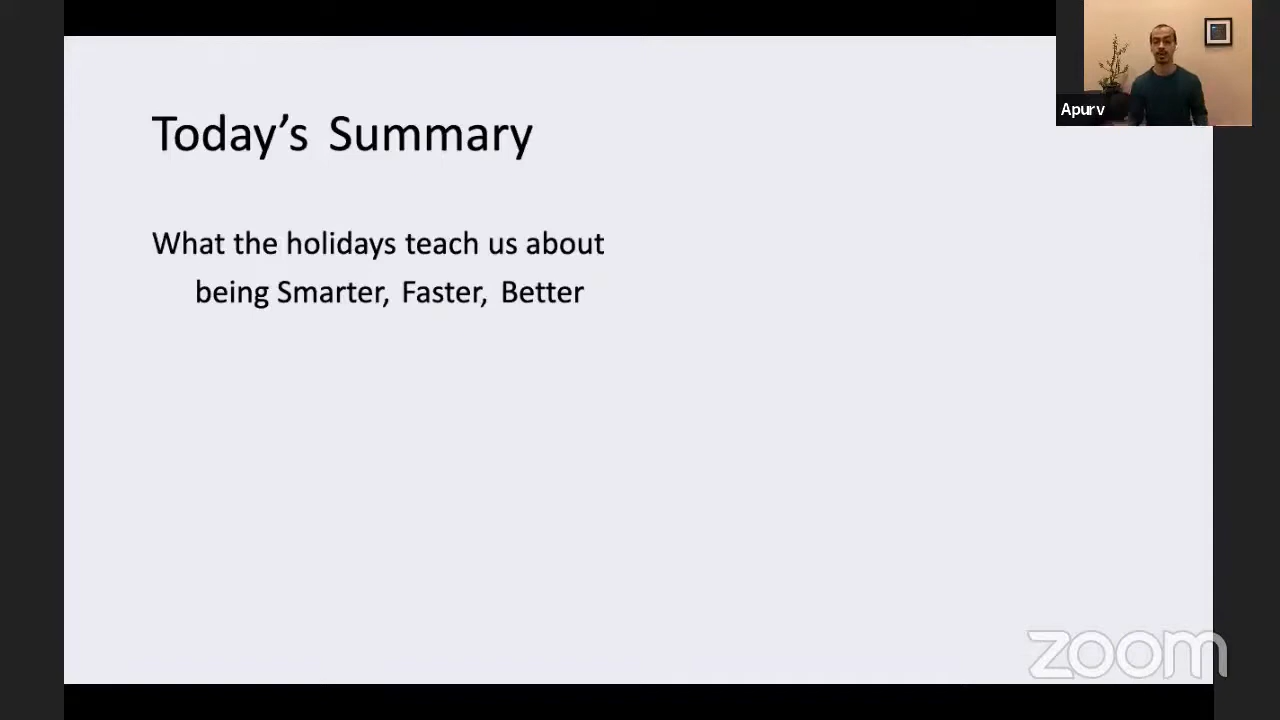 Today's Summary
What the holidays teach us about
being Smarter, Faster, Better
Apurv
zoom